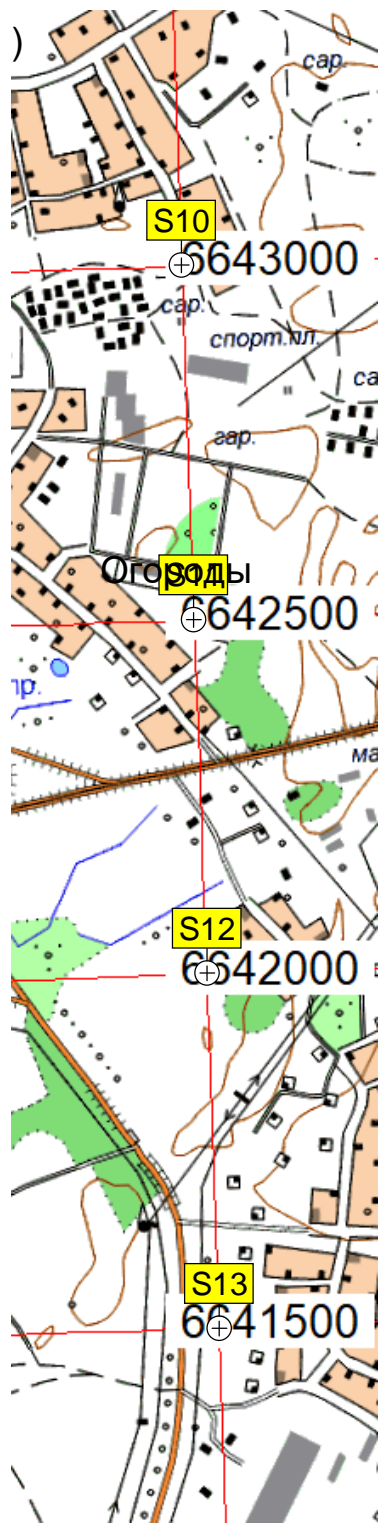 )
сар.
S10
6643000
сар.
спорт.пл.
са
гар.
Огороды
S11
6642500
пр.
ма
S12
6642000
S13
6641500